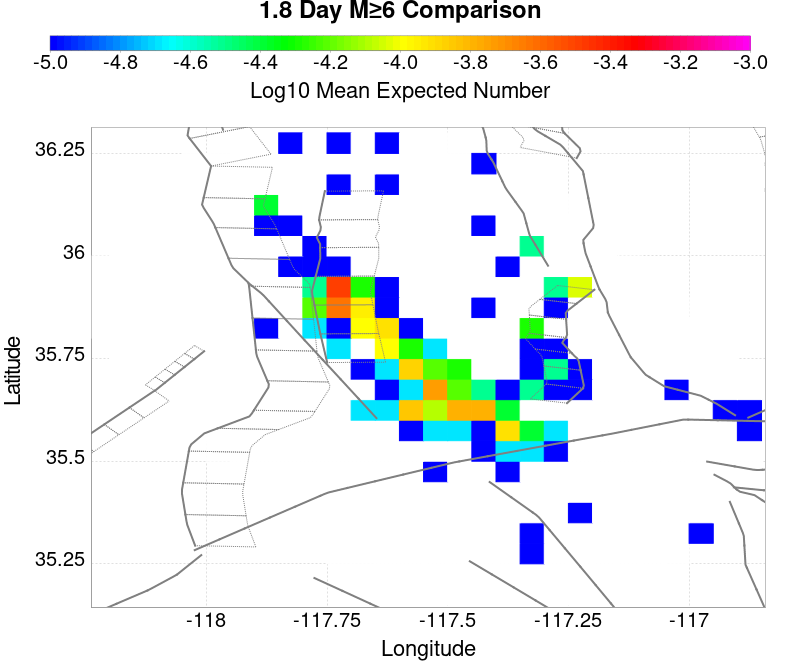 1.8 Day M≥6 Comparison
-5.0 -4.8 -4.6 -4.4 -4.2 -4.0 -3.8 -3.6 -3.4 -3.2 -3.0
Log10 Mean Expected Number
36.25
36
35.75
35.5
35.25
Latitude
-118 -117.75 -117.5 -117.25 -117
Longitude